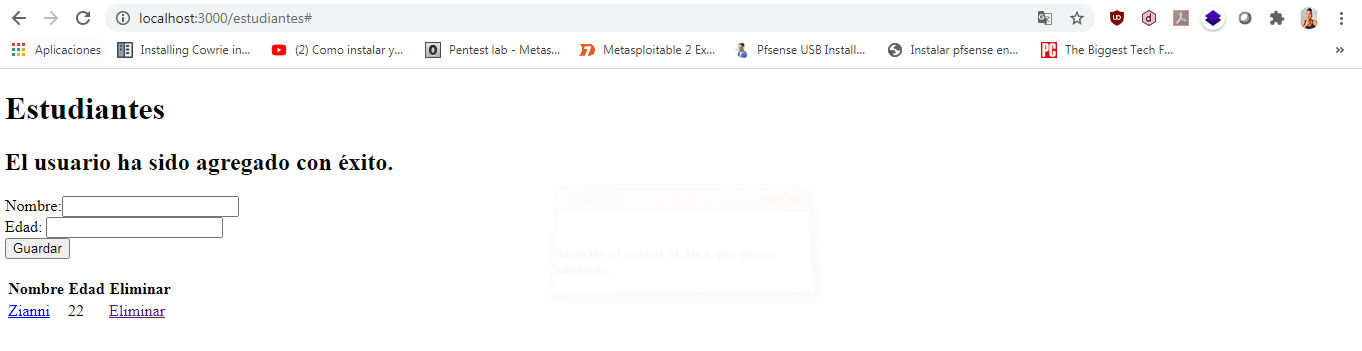 localhost:3000/estudiantes#
Aplicaciones Installing Cowrie in... (2) Como instalar y... Pentest lab - Metas... Metasploitable 2 Ex... Pfsense USB Install... Instalar pfsense en... PC The Biggest Tech F... »
Estudiantes
El usuario ha sido agregado con éxito.
Nombre:
Edad:
Guardar
Arrastre el cursor al área que desee
capturar.
Nombre Edad Eliminar
Zianni 22 Eliminar